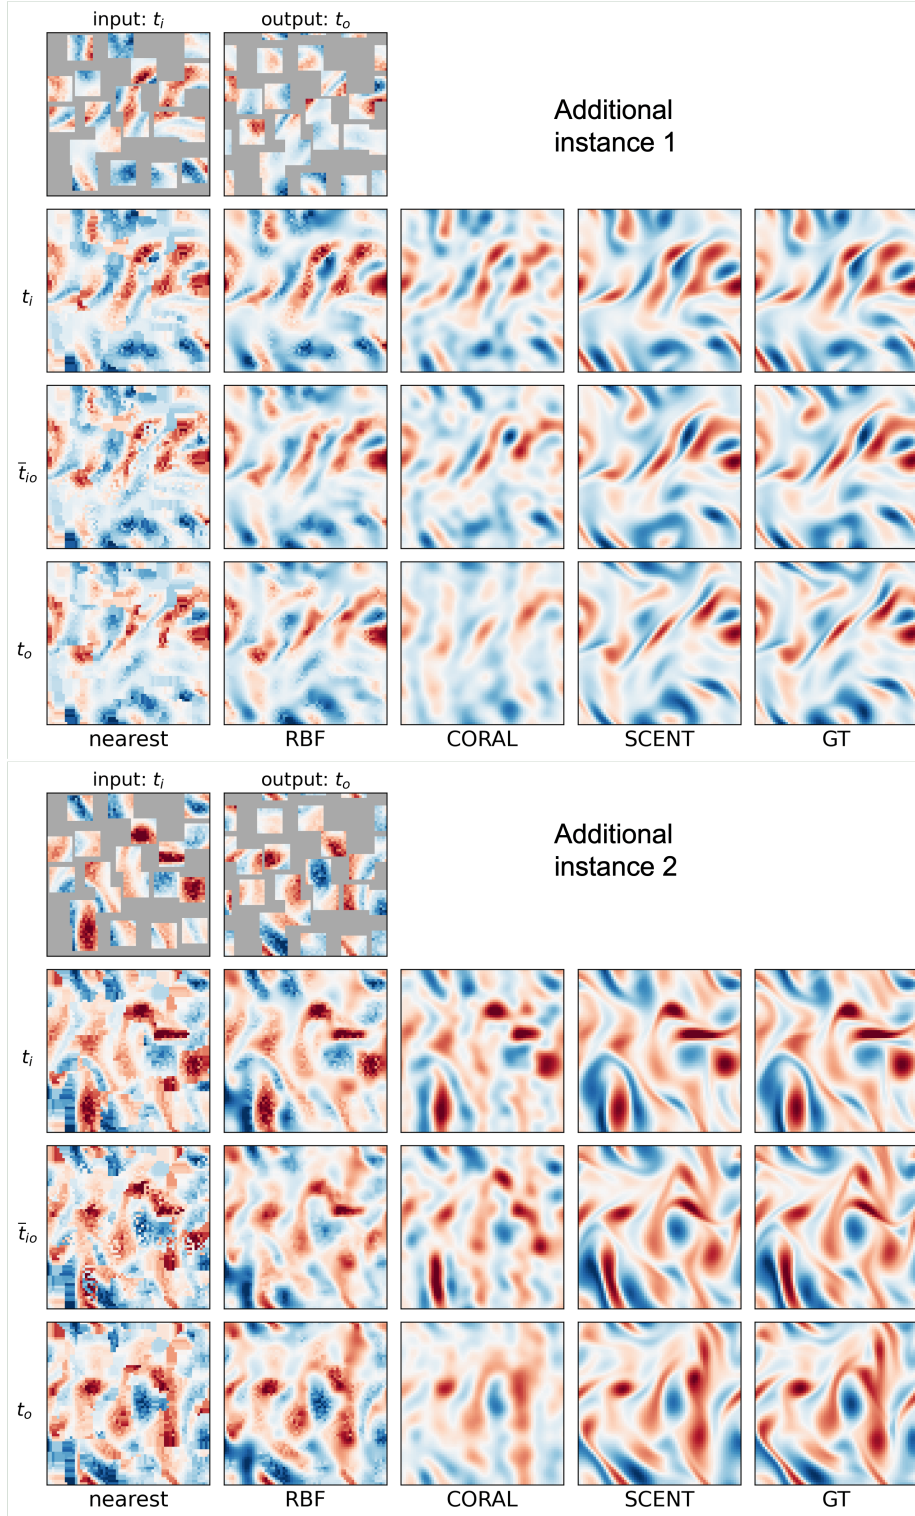 input: t_i output: t_o
Additional
instance 1
t_i
t̄_io
t_o
nearest RBF CORAL SCENT GT
input: t_i output: t_o
Additional
instance 2
t_i
t̄_io
t_o
nearest RBF CORAL SCENT GT